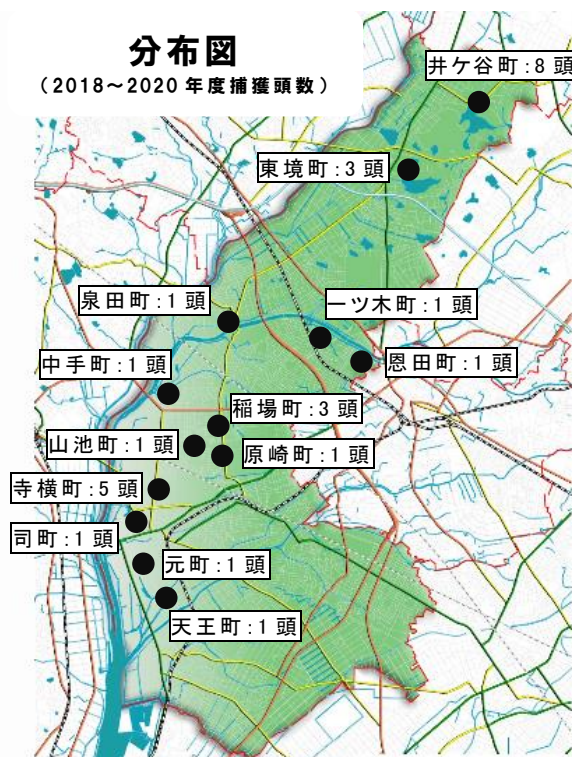 分布図
（2018～2020年度捕獲頭数）
井ケ谷町:8頭
東境町:3頭
泉田町:1頭
一ツ木町:1頭
恩田町:1頭
中手町:1頭
稲場町:3頭
山池町:1頭
原崎町:1頭
寺横町:5頭
司町:1頭
元町:1頭
天王町:1頭